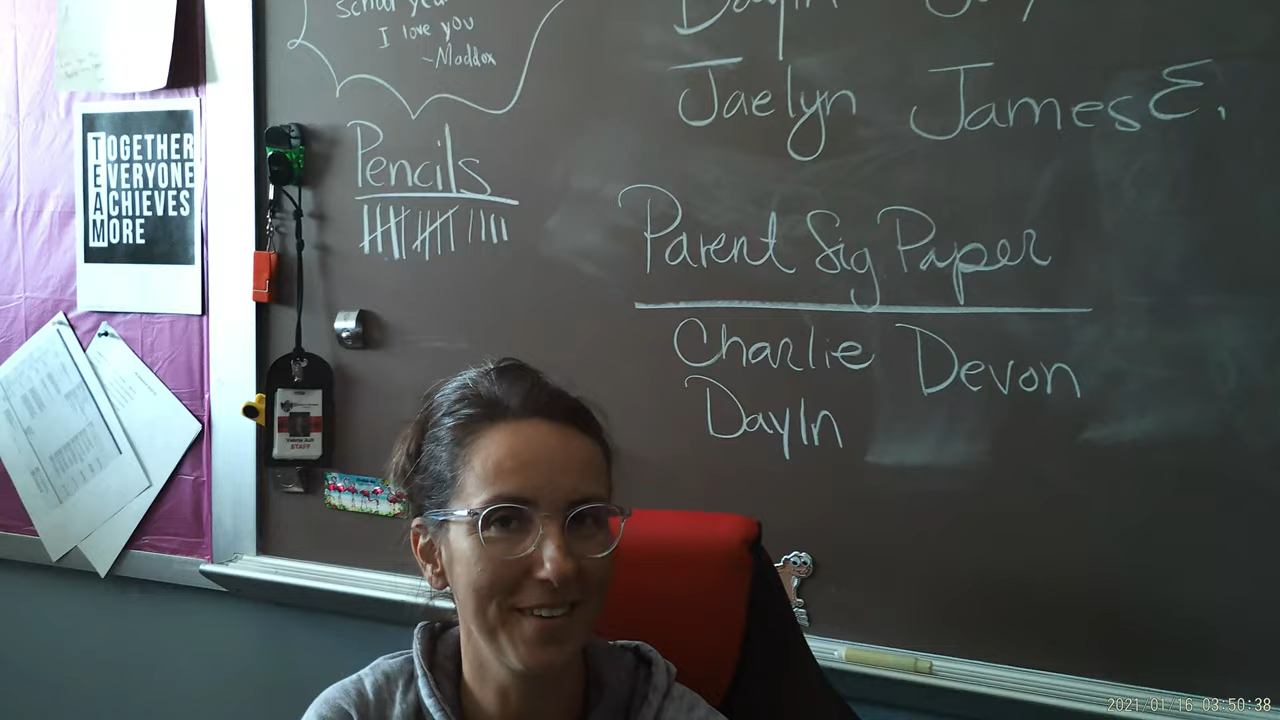 I love you
~Maddox
Jaelyn James E.
Pencils
Parent Sig Paper
Charlie Devon
Dayln
TOGETHER
EVERYONE
ACHIEVES
MORE
STAFF
2021/01/16 03:50:38